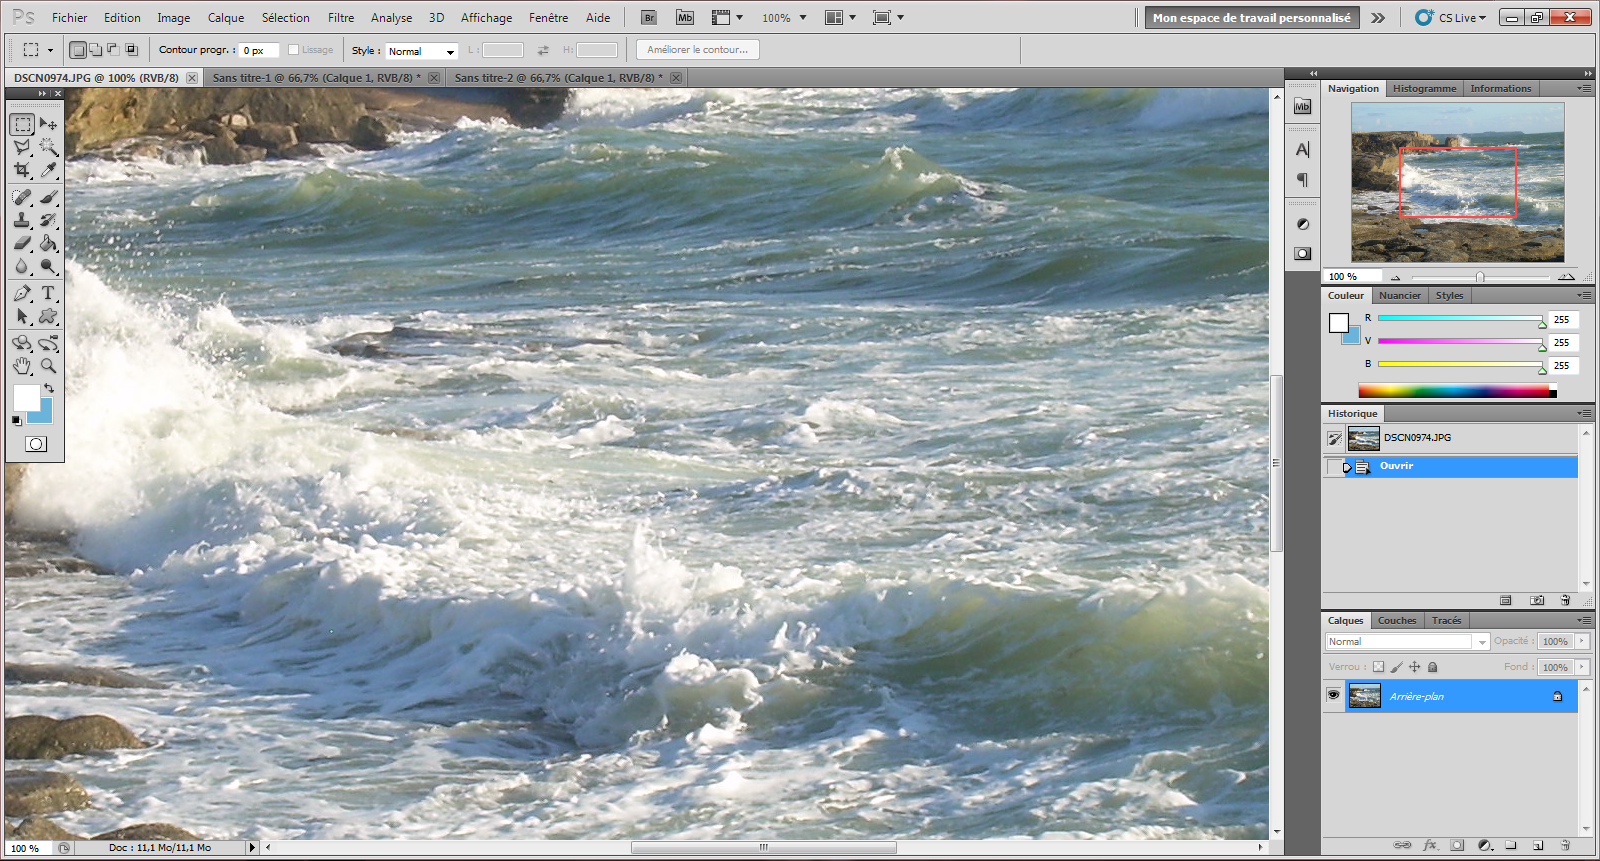 Ps Fichier Edition Image Calque Sélection Filtre Analyse 3D Affichage Fenêtre Aide Br Mb 100% Mon espace de travail personnalisé CS Live
Contour progr. : 0 px Lissage Style : Normal L : H: Améliorer le contour...
DSCN0974.JPG @ 100% (RVB/8) Sans titre-1 @ 66,7% (Calque 1, RVB/8) * Sans titre-2 @ 66,7% (Calque 1, RVB/8) *
Navigation Histogramme Informations
Mb
A
T
100 %
Couleur Nuancier Styles
R 255
V 255
B 255
Historique
DSCN0974.JPG
Ouvrir
Calques Couches Tracés
Normal Opacité : 100%
Verrou : Fond : 100%
Arrière-plan
fx
100 % Doc : 11,1 Mo/11,1 Mo